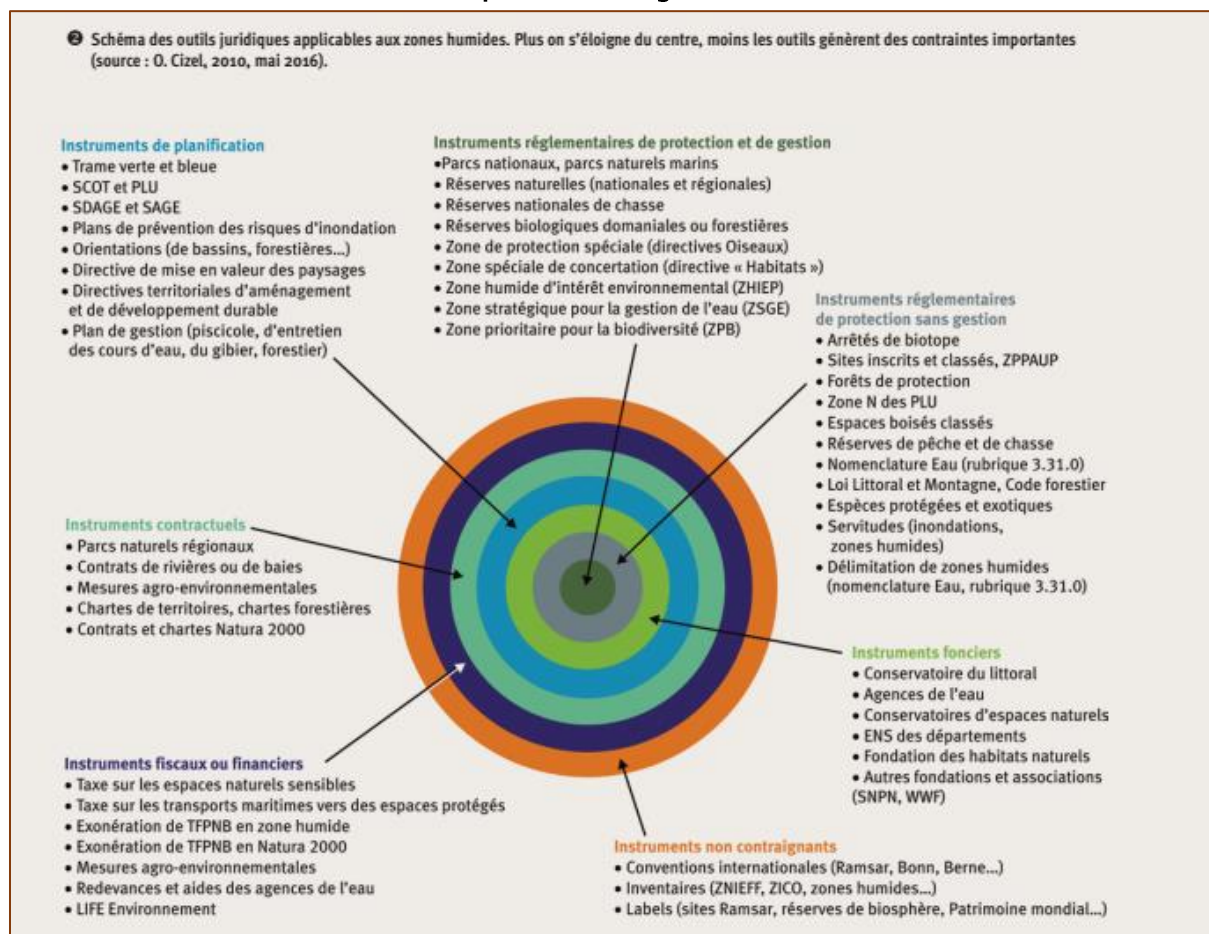 ❷ Schéma des outils juridiques applicables aux zones humides. Plus on s'éloigne du centre, moins les outils génèrent des contraintes importantes
(source : O. Cizel, 2010, mai 2016).
Instruments de planification
• Trame verte et bleue
• SCOT et PLU
• SDAGE et SAGE
• Plans de prévention des risques d'inondation
• Orientations (de bassins, forestières...)
• Directive de mise en valeur des paysages
• Directives territoriales d'aménagement
et de développement durable
• Plan de gestion (piscicole, d'entretien
des cours d'eau, du gibier, forestier)
Instruments réglementaires de protection et de gestion
•Parcs nationaux, parcs naturels marins
• Réserves naturelles (nationales et régionales)
• Réserves nationales de chasse
• Réserves biologiques domaniales ou forestières
• Zone de protection spéciale (directives Oiseaux)
• Zone spéciale de concertation (directive « Habitats »)
• Zone humide d'intérêt environnemental (ZHIEP)
• Zone stratégique pour la gestion de l'eau (ZSGE)
• Zone prioritaire pour la biodiversité (ZPB)
Instruments réglementaires
de protection sans gestion
• Arrêtés de biotope
• Sites inscrits et classés, ZPPAUP
• Forêts de protection
• Zone N des PLU
• Espaces boisés classés
• Réserves de pêche et de chasse
• Nomenclature Eau (rubrique 3.31.0)
• Loi Littoral et Montagne, Code forestier
• Espèces protégées et exotiques
• Servitudes (inondations,
zones humides)
• Délimitation de zones humides
(nomenclature Eau, rubrique 3.31.0)
Instruments contractuels
• Parcs naturels régionaux
• Contrats de rivières ou de baies
• Mesures agro-environnementales
• Chartes de territoires, chartes forestières
• Contrats et chartes Natura 2000
Instruments fonciers
• Conservatoire du littoral
• Agences de l'eau
• Conservatoires d'espaces naturels
• ENS des départements
• Fondation des habitats naturels
• Autres fondations et associations
(SNPN, WWF)
Instruments fiscaux ou financiers
• Taxe sur les espaces naturels sensibles
• Taxe sur les transports maritimes vers des espaces protégés
• Exonération de TFPNB en zone humide
• Exonération de TFPNB en Natura 2000
• Mesures agro-environnementales
• Redevances et aides des agences de l'eau
• LIFE Environnement
Instruments non contraignants
• Conventions internationales (Ramsar, Bonn, Berne...)
• Inventaires (ZNIEFF, ZICO, zones humides...)
• Labels (sites Ramsar, réserves de biosphère, Patrimoine mondial...)